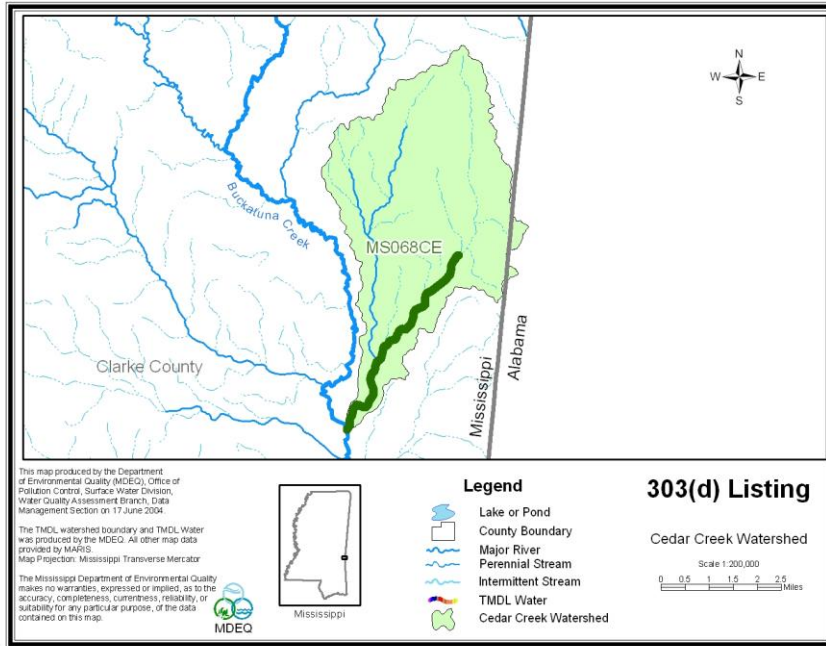 N
W E
S
Buckatuna Creek
MS068CE
Clarke County
Mississippi
Alabama
This map produced by the Department
of Environmental Quality (MDEQ), Office of
Pollution Control, Surface Water Division,
Water Quality Assessment Branch, Data
Management Section on 17 June 2004.
The TMDL watershed boundary and TMDL Water
was produced by the MDEQ. All other map data
provided by MARIS.
Map Projection: Mississippi Transverse Mercator
The Mississippi Department of Environmental Quality
makes no warranties, expressed or implied, as to the
accuracy, completeness, currentness, reliability, or
suitability for any particular purpose, of the data
contained on this map.
MDEQ
Mississippi
Legend
Lake or Pond
County Boundary
Major River
Perennial Stream
Intermittent Stream
TMDL Water
Cedar Creek Watershed
303(d) Listing
Cedar Creek Watershed
Scale 1:200,000
0 0.5 1 1.5 2 2.5
Miles